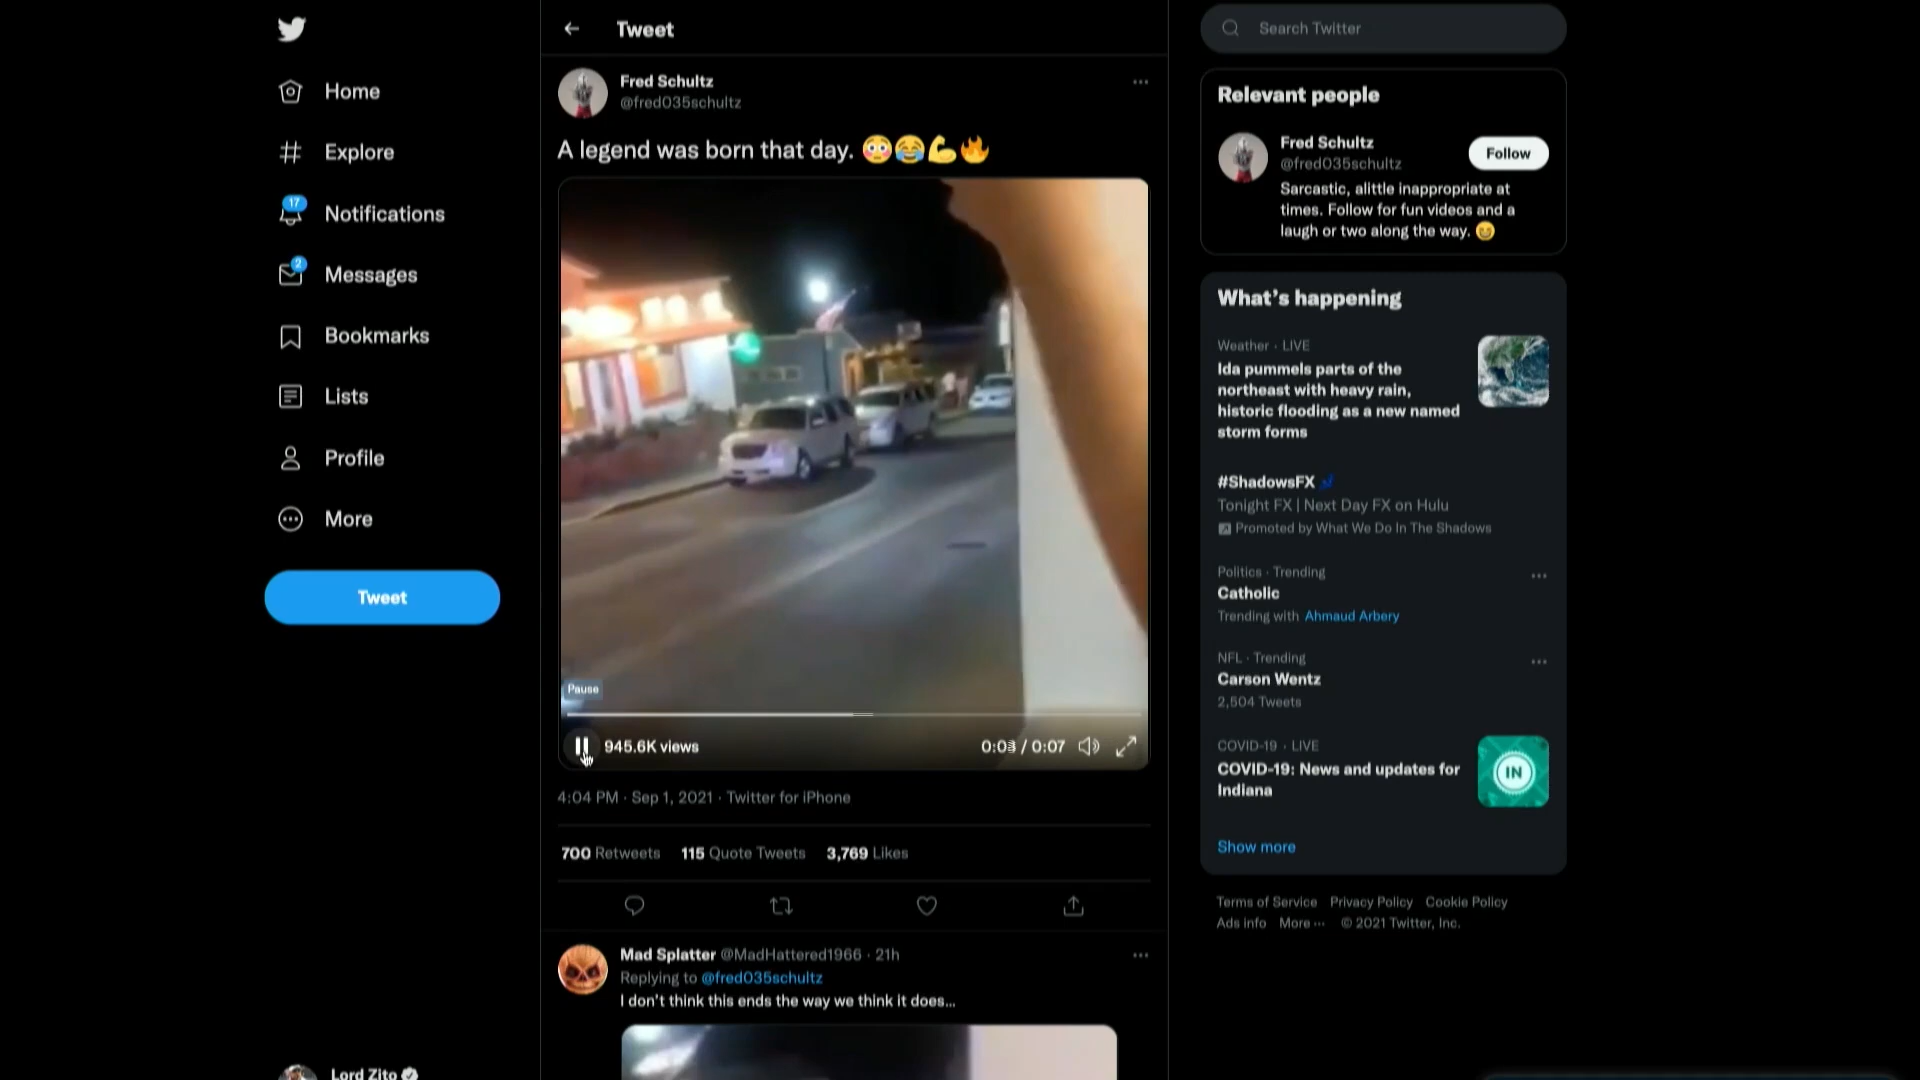 Home
Explore
17
Notifications
2
Messages
Bookmarks
Lists
Profile
More
Tweet
Lord Zito
Tweet
Fred Schultz
@fred035schultz
A legend was born that day. 😳😂💪🔥
Pause
945.6K views
0:03 / 0:07
4:04 PM · Sep 1, 2021 · Twitter for iPhone
700 Retweets 115 Quote Tweets 3,769 Likes
Mad Splatter @MadHattered1966 · 21h
Replying to @fred035schultz
I don't think this ends the way we think it does...
Search Twitter
Relevant people
Fred Schultz
@fred035schultz
Follow
Sarcastic, alittle inappropriate at
times. Follow for fun videos and a
laugh or two along the way. 😄
What's happening
Weather · LIVE
Ida pummels parts of the
northeast with heavy rain,
historic flooding as a new named
storm forms
#ShadowsFX
Tonight FX | Next Day FX on Hulu
Promoted by What We Do In The Shadows
Politics · Trending
Catholic
Trending with Ahmaud Arbery
NFL · Trending
Carson Wentz
2,504 Tweets
COVID-19 · LIVE
COVID-19: News and updates for
Indiana
IN
Show more
Terms of Service Privacy Policy Cookie Policy
Ads info More ··· © 2021 Twitter, Inc.